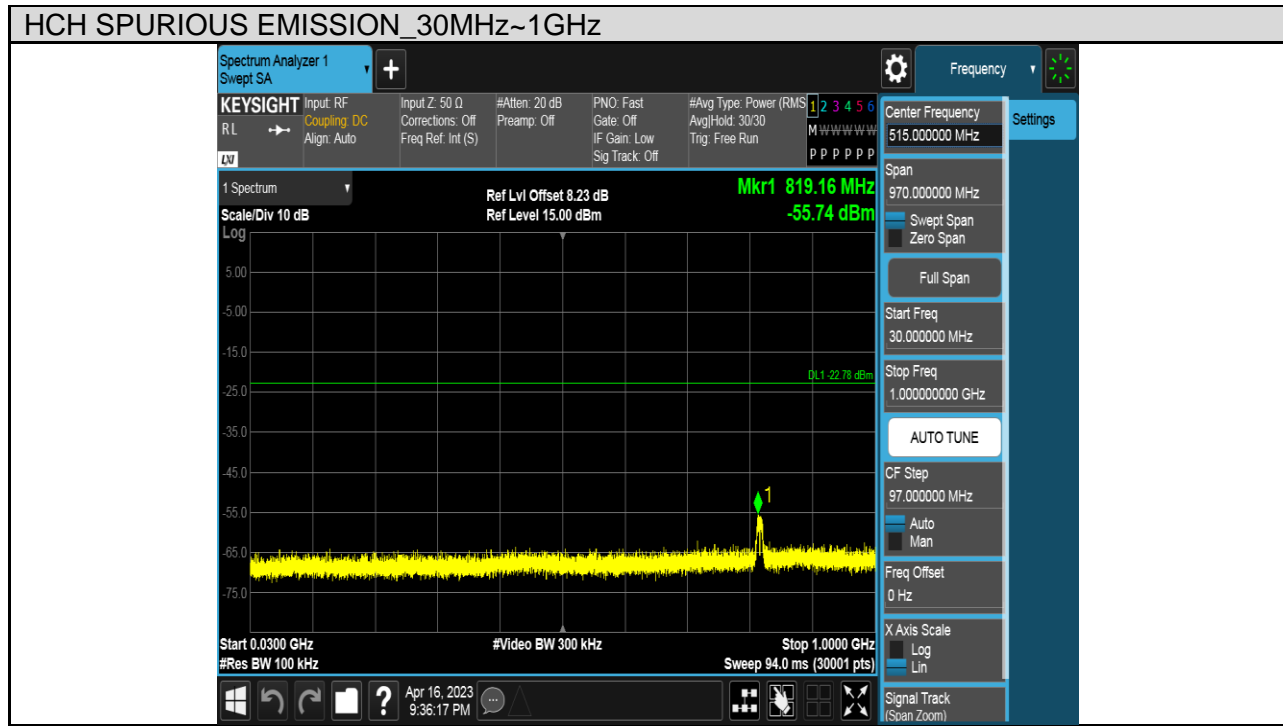 HCH SPURIOUS EMISSION_30MHz~1GHz
Spectrum Analyzer 1
Swept SA
Frequency
KEYSIGHT
R L
LXI
Input: RF
Coupling: DC
Align: Auto
Input Z: 50 Ω
Corrections: Off
Freq Ref: Int (S)
#Atten: 20 dB
Preamp: Off
PNO: Fast
Gate: Off
IF Gain: Low
Sig Track: Off
#Avg Type: Power (RMS
Avg|Hold: 30/30
Trig: Free Run
1 2 3 4 5 6
M W W W W W
P P P P P P
1 Spectrum
Scale/Div 10 dB
Ref Lvl Offset 8.23 dB
Ref Level 15.00 dBm
Mkr1 819.16 MHz
-55.74 dBm
Log
5.00
-5.00
-15.0
DL1 -22.78 dBm
-25.0
-35.0
-45.0
1
-55.0
-65.0
-75.0
Start 0.0300 GHz
#Res BW 100 kHz
#Video BW 300 kHz
Stop 1.0000 GHz
Sweep 94.0 ms (30001 pts)
Apr 16, 2023
9:36:17 PM
Center Frequency
515.000000 MHz
Settings
Span
970.000000 MHz
Swept Span
Zero Span
Full Span
Start Freq
30.000000 MHz
Stop Freq
1.000000000 GHz
AUTO TUNE
CF Step
97.000000 MHz
Auto
Man
Freq Offset
0 Hz
X Axis Scale
Log
Lin
Signal Track
(Span Zoom)